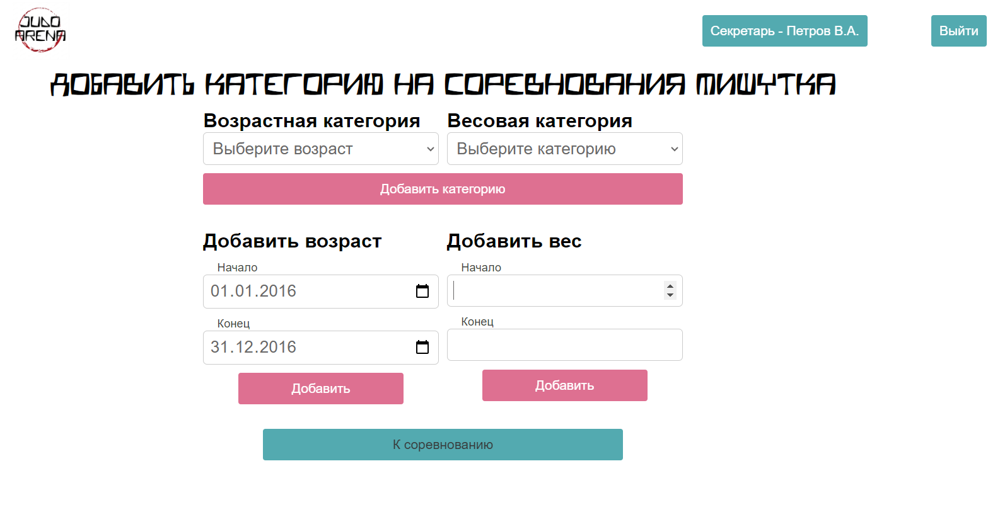 JUDO
ARENA
Секретарь - Петров В.А.
Выйти
ДОБАВИТЬ КАТЕГОРИЮ НА СОРЕВНОВАНИЯ МИШУТКА
Возрастная категория
Весовая категория
Выберите возраст
Выберите категорию
Добавить категорию
Добавить возраст
Добавить вес
Начало
Начало
01.01.2016
Конец
Конец
31.12.2016
Добавить
Добавить
К соревнованию